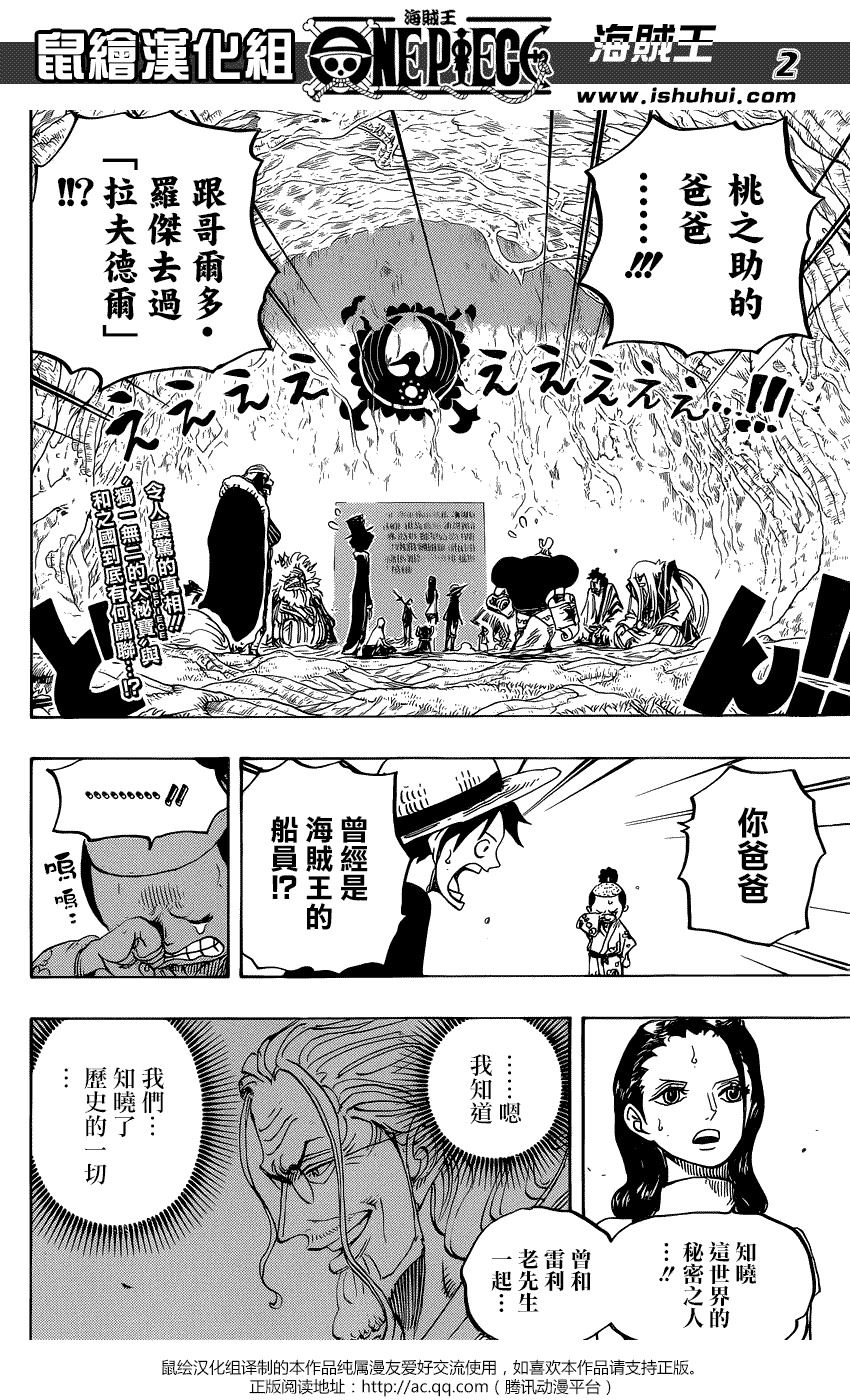 海賊王
鼠繪漢化組
ONE PIECE
海賊王
2
www.ishuhui.com
桃之助的
爸爸
……!!!
跟哥爾多·
羅傑去過
「拉夫德爾」
!!?
えええええええええ…!!!
令人震驚的真相!!
ONE PIECE
“獨一無二的大秘寶”與
和之國到底有何關聯…!?
ん!!!
你爸爸
曾經是
海賊王的
船員!?
………!!
嗚
嗚…
知曉
這世界的
秘密之人
…!!
曾和
雷利
老先生
一起…
……嗯
我知道
我們…
知曉了
歷史的一切
…
鼠绘汉化组译制的本作品纯属漫友爱好交流使用，如喜欢本作品请支持正版。
正版阅读地址：http://ac.qq.com（腾讯动漫平台）